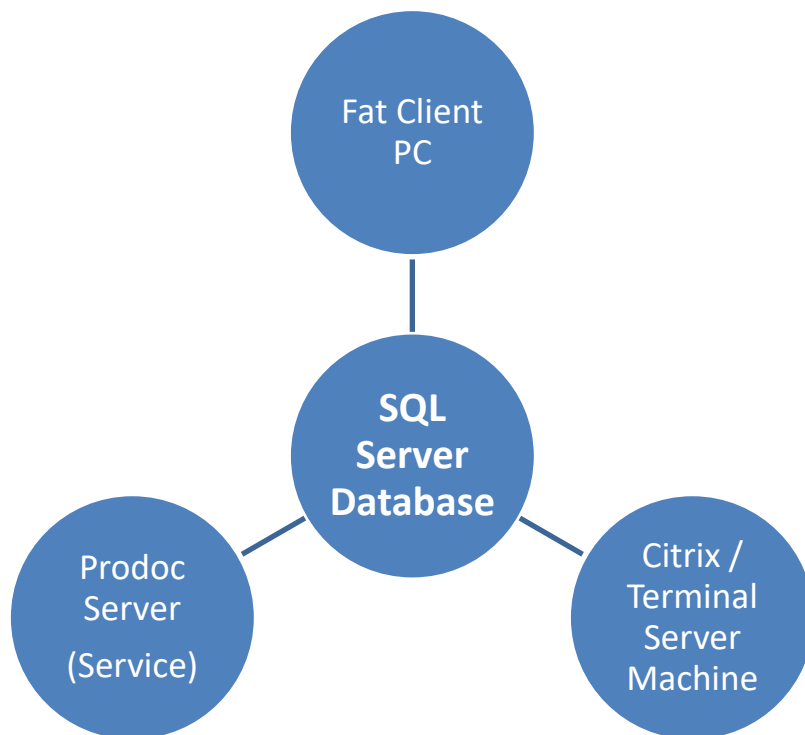 Fat Client
PC
SQL
Server
Database
Prodoc
Server
(Service)
Citrix /
Terminal
Server
Machine